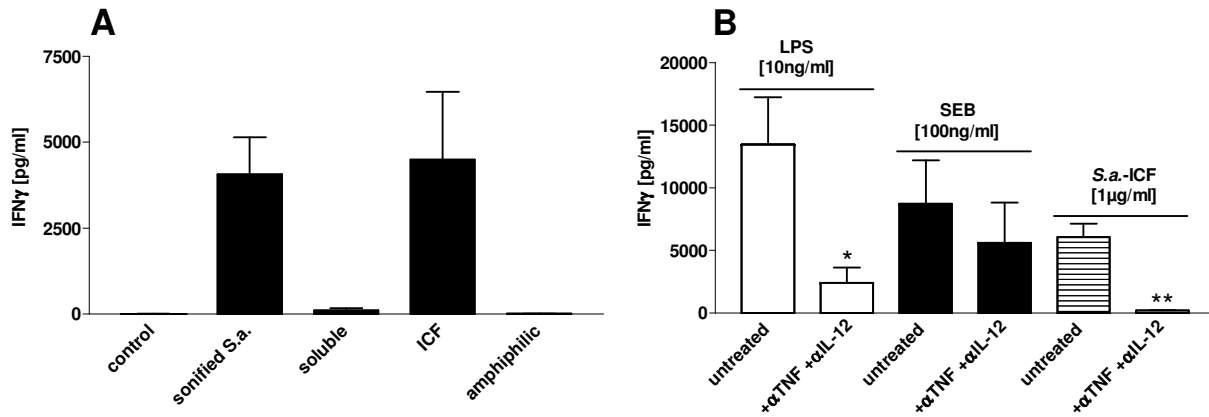 A
IFNγ [pg/ml]
7500
5000
2500
0
control
sonified S.a.
soluble
ICF
amphiphilic
B
IFNγ [pg/ml]
20000
15000
10000
5000
0
LPS
[10ng/ml]
SEB
[100ng/ml]
S.a.-ICF
[1µg/ml]
*
**
untreated
+αTNF +αIL-12
untreated
+αTNF +αIL-12
untreated
+αTNF +αIL-12